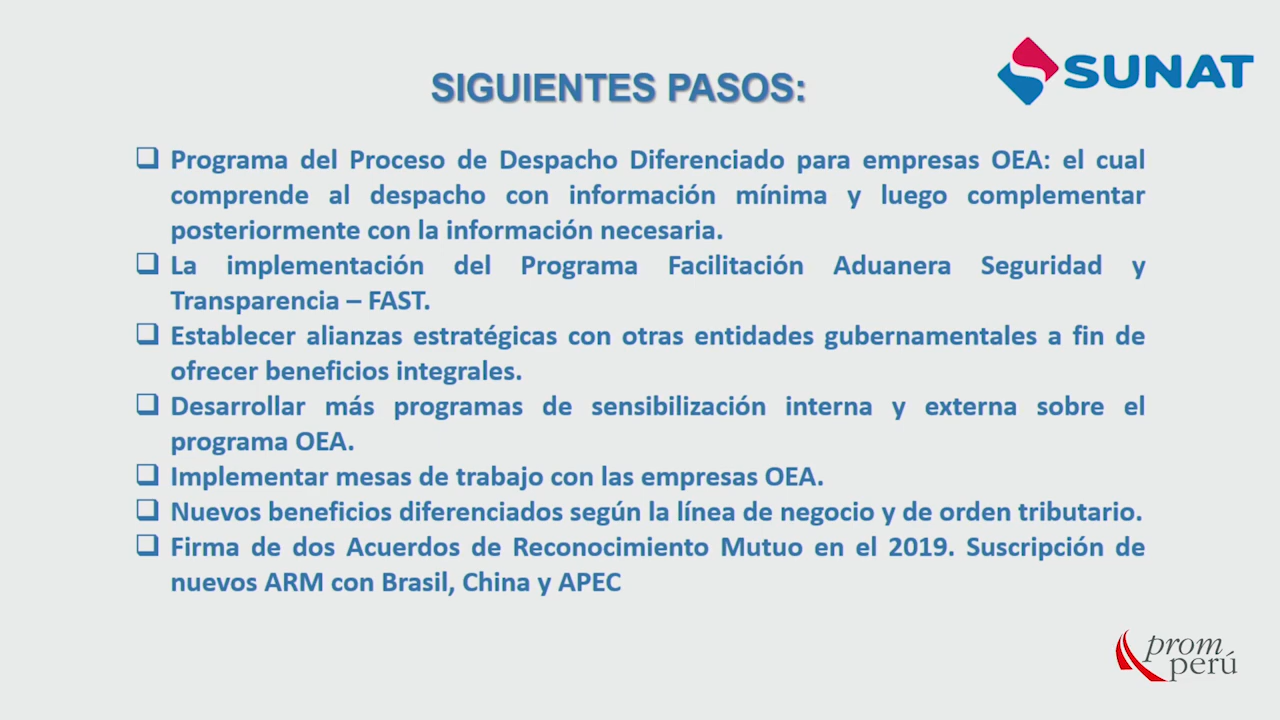 SUNAT
SIGUIENTES PASOS:
❑ Programa del Proceso de Despacho Diferenciado para empresas OEA: el cual
comprende al despacho con información mínima y luego complementar
posteriormente con la información necesaria.
❑ La implementación del Programa Facilitación Aduanera Seguridad y
Transparencia – FAST.
❑ Establecer alianzas estratégicas con otras entidades gubernamentales a fin de
ofrecer beneficios integrales.
❑ Desarrollar más programas de sensibilización interna y externa sobre el
programa OEA.
❑ Implementar mesas de trabajo con las empresas OEA.
❑ Nuevos beneficios diferenciados según la línea de negocio y de orden tributario.
❑ Firma de dos Acuerdos de Reconocimiento Mutuo en el 2019. Suscripción de
nuevos ARM con Brasil, China y APEC
prom
perú